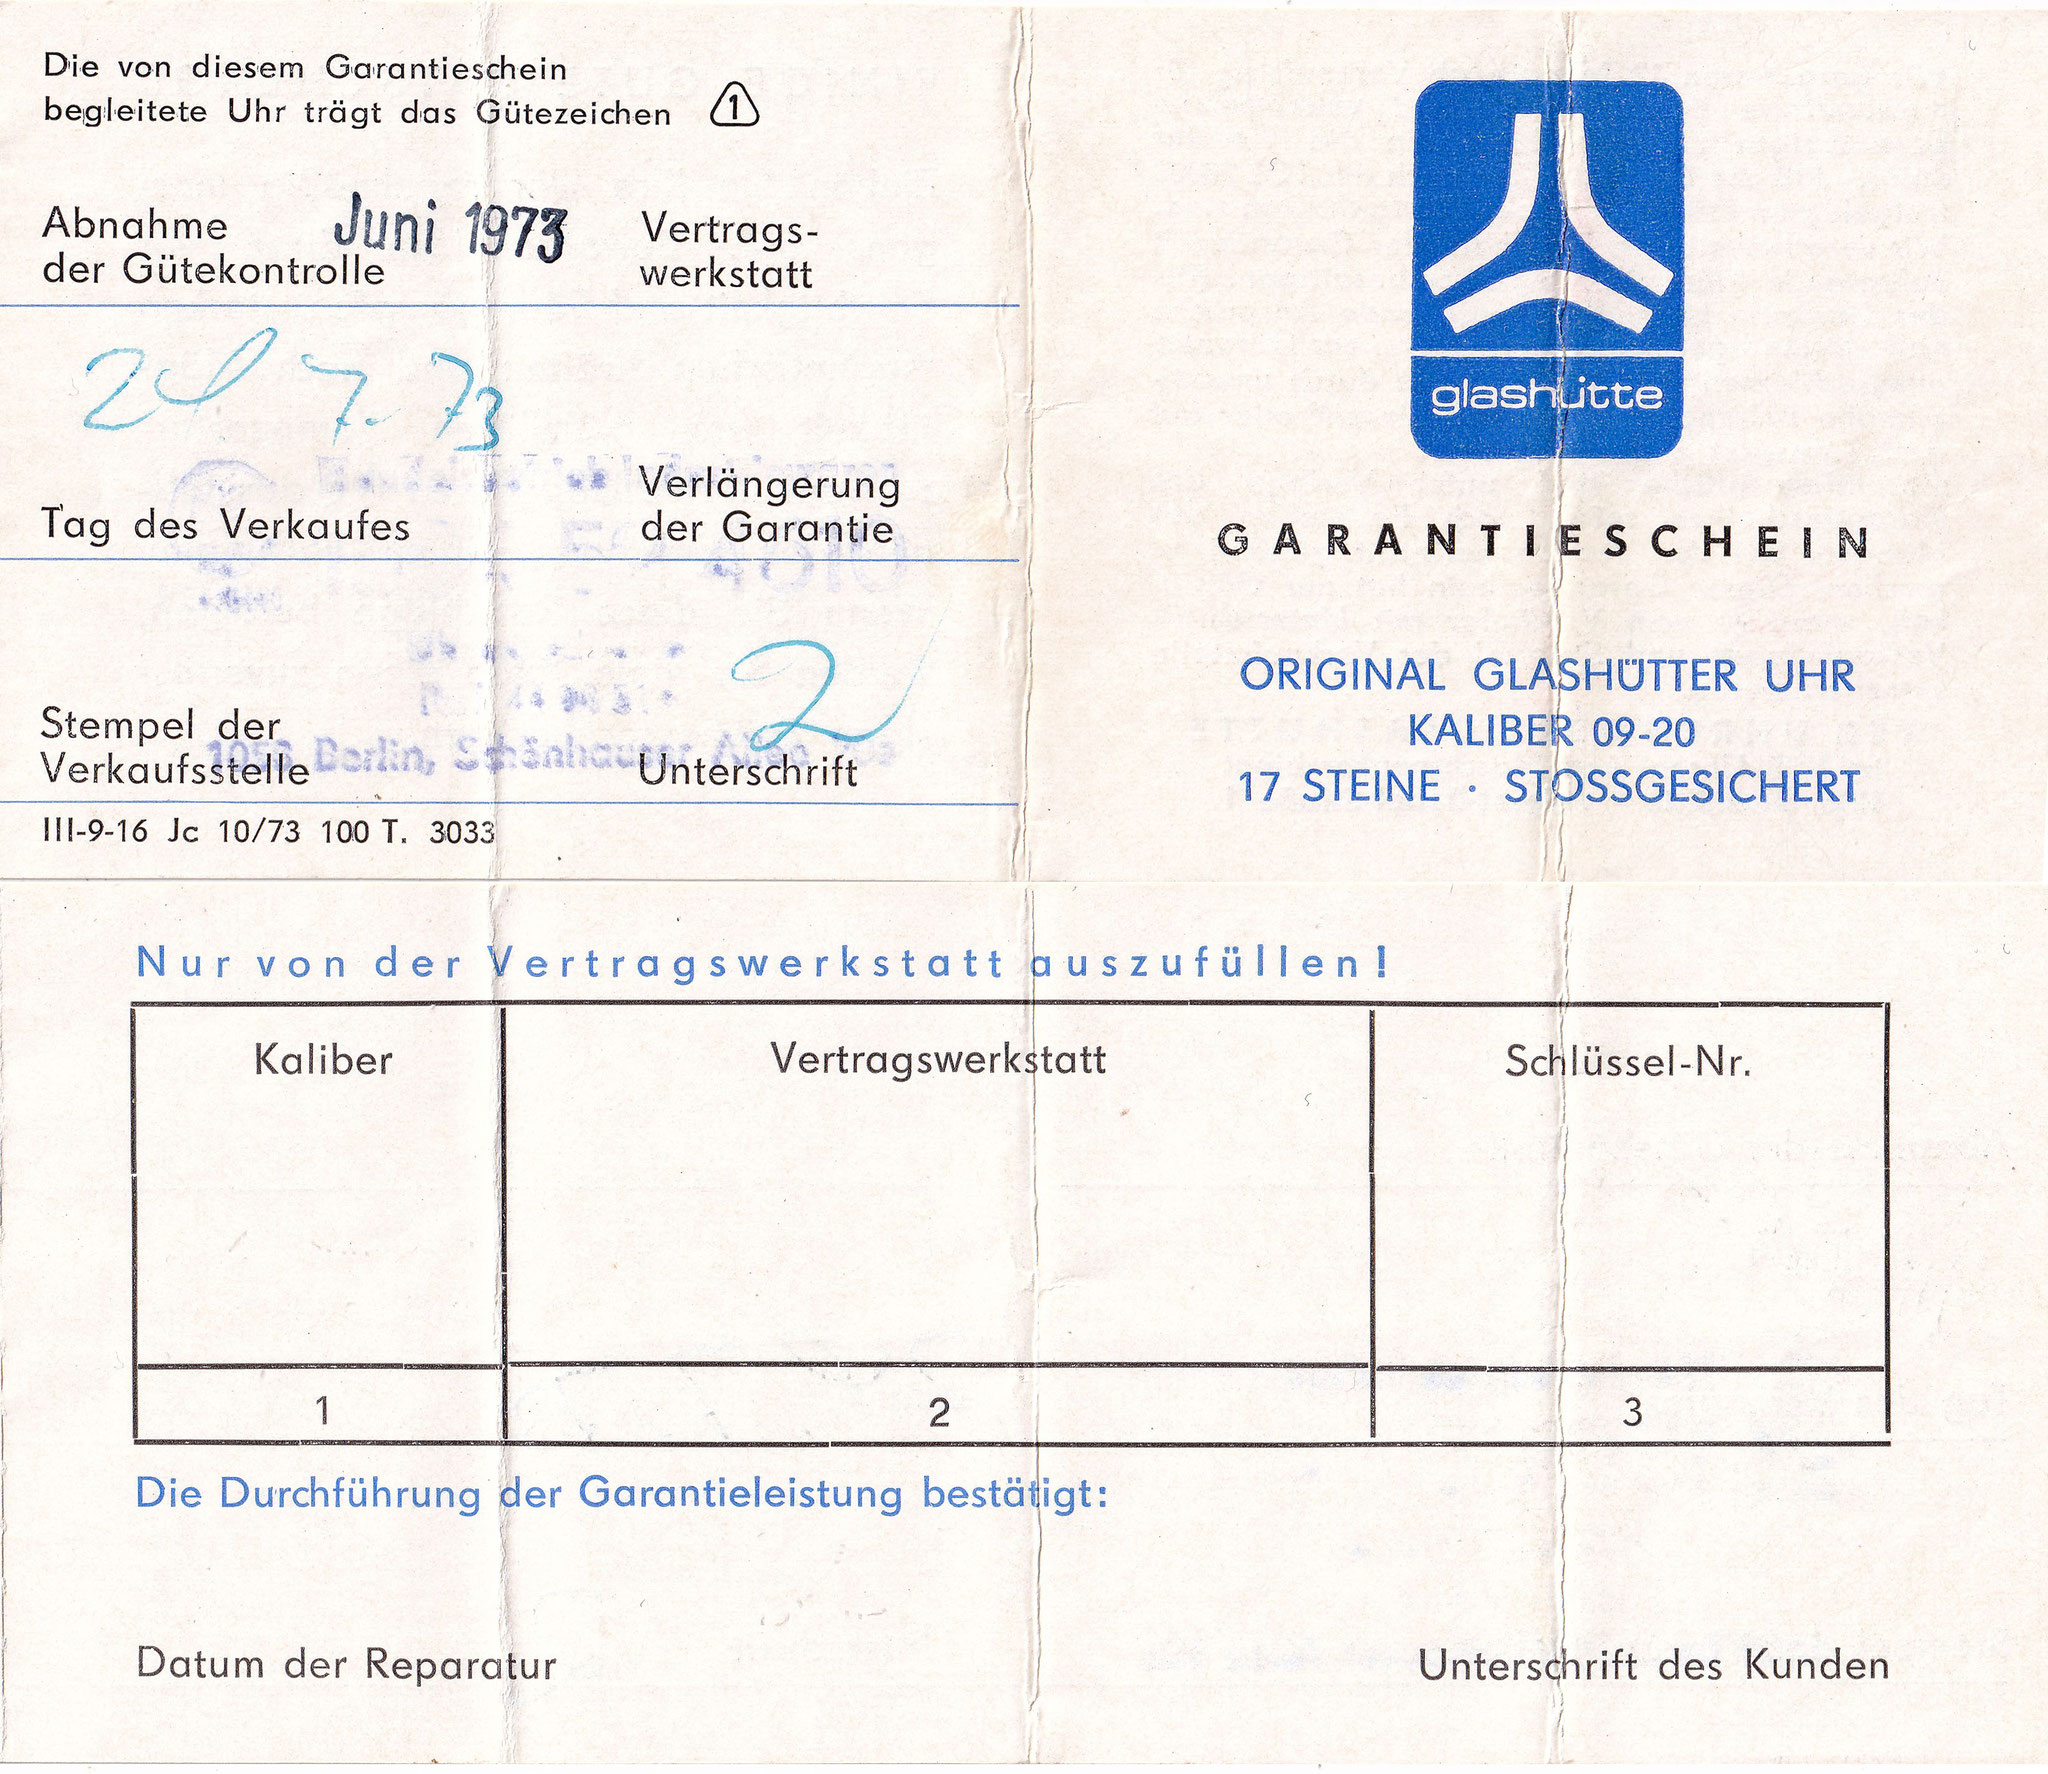 Die von diesem Garantieschein
begleitete Uhr trägt das Gütezeichen 1
Abnahme
der Gütekontrolle
Juni 1973
Vertrags-
werkstatt
24 7. 73
Tag des Verkaufes
Verlängerung
der Garantie
Stempel der
Verkaufsstelle
Berlin, Schönhauser Allee
Unterschrift
III-9-16 Jc 10/73 100 T. 3033
glashütte
GARANTIESCHEIN
ORIGINAL GLASHÜTTER UHR
KALIBER 09-20
17 STEINE · STOSSGESICHERT
Nur von der Vertragswerkstatt auszufüllen!
Kaliber Vertragswerkstatt Schlüssel-Nr.
1 2 3
Die Durchführung der Garantieleistung bestätigt:
Datum der Reparatur Unterschrift des Kunden